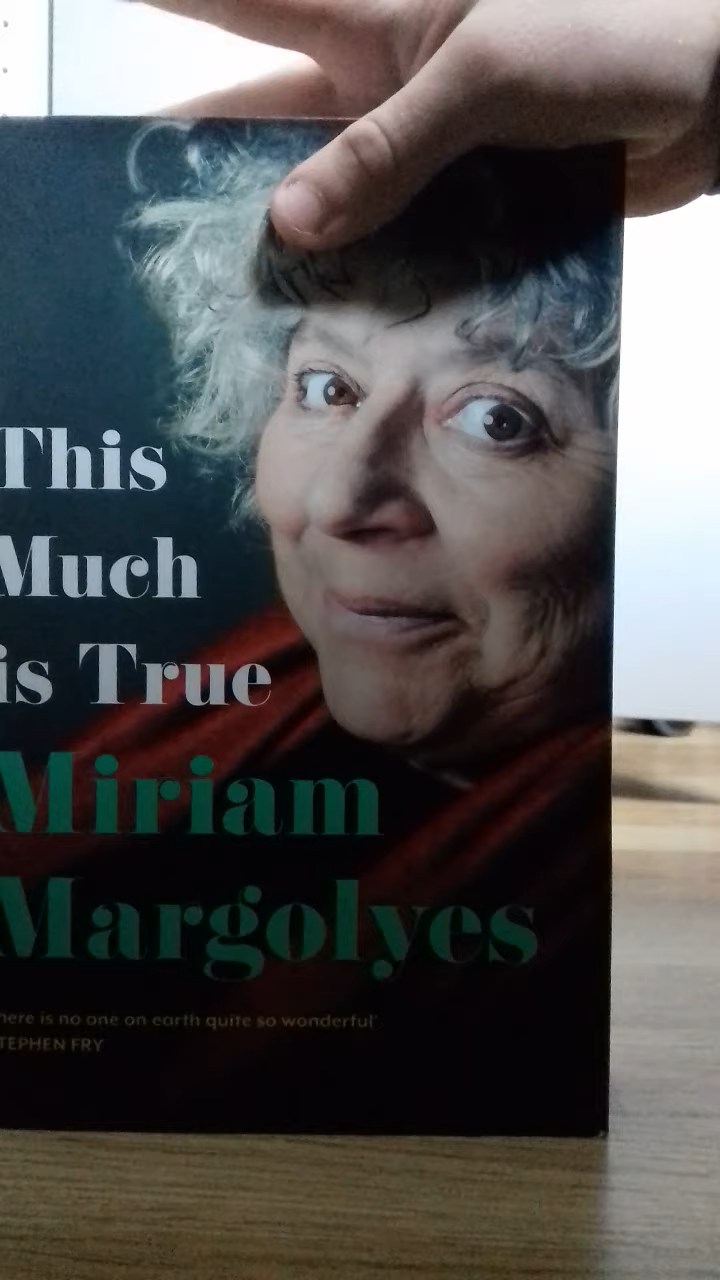 This
Much
is True
Miriam
Margolyes
here is no one on earth quite so wonderful'
TEPHEN FRY